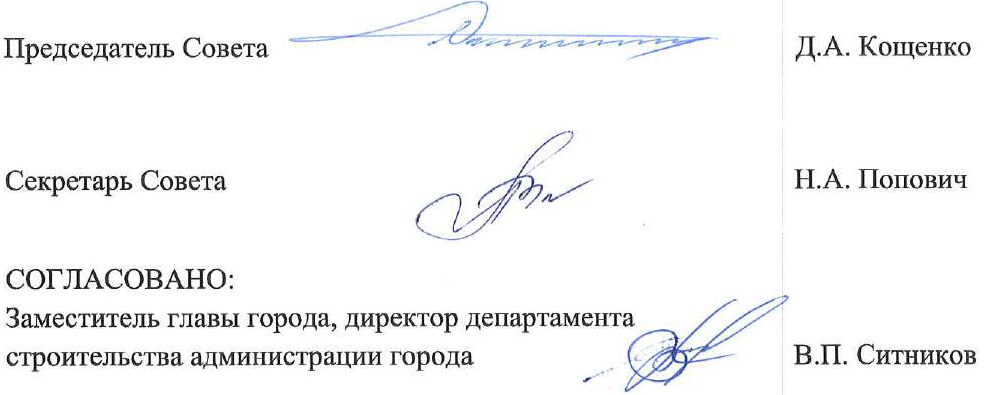 Председатель Совета Д.А. Кощенко
Секретарь Совета Н.А. Попович
СОГЛАСОВАНО:
Заместитель главы города, директор департамента
строительства администрации города В.П. Ситников